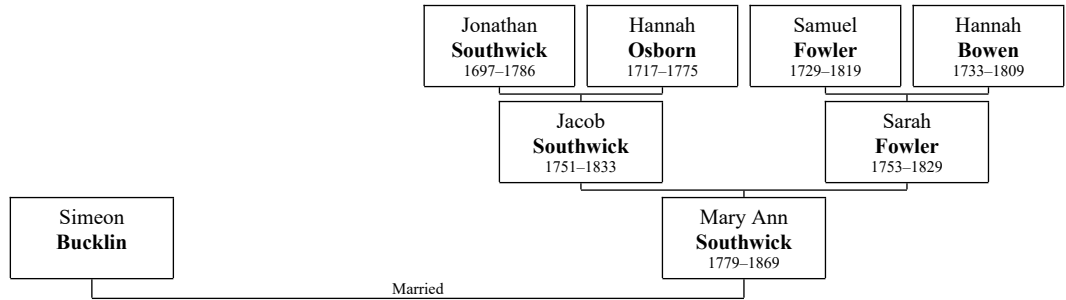 Jonathan
Southwick
1697–1786
Hannah
Osborn
1717–1775
Samuel
Fowler
1729–1819
Hannah
Bowen
1733–1809
Jacob
Southwick
1751–1833
Sarah
Fowler
1753–1829
Simeon
Bucklin
Mary Ann
Southwick
1779–1869
Married